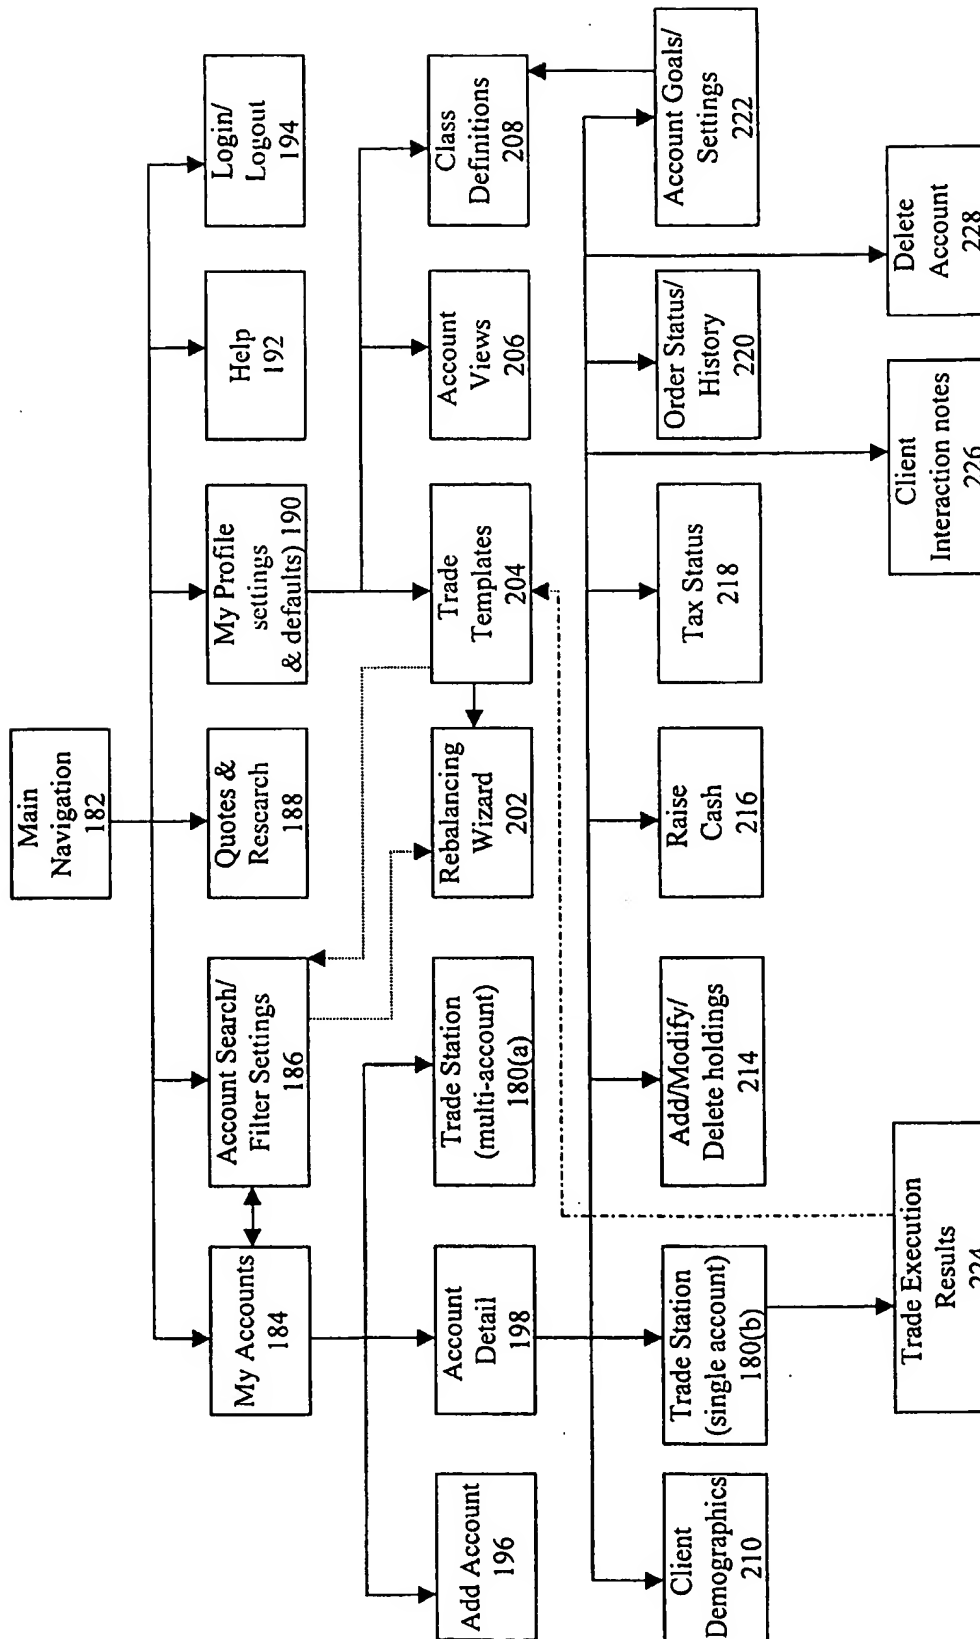 Main
Navigation
182
My Accounts
184
Account Search/
Filter Settings
186
Quotes &
Research
188
My Profile
settings
& defaults) 190
Help
192
Login/
Logout
194
Add Account
196
Account
Detail
198
Trade Station
(multi-account)
180(a)
Rebalancing
Wizard
202
Trade
Templates
204
Account
Views
206
Class
Definitions
208
Client
Demographics
210
Trade Station
(single account)
180(b)
Add/Modify/
Delete holdings
214
Raise
Cash
216
Tax Status
218
Order Status/
History
220
Account Goals/
Settings
222
Trade Execution
Results
224
Client
Interaction notes
226
Delete
Account
228